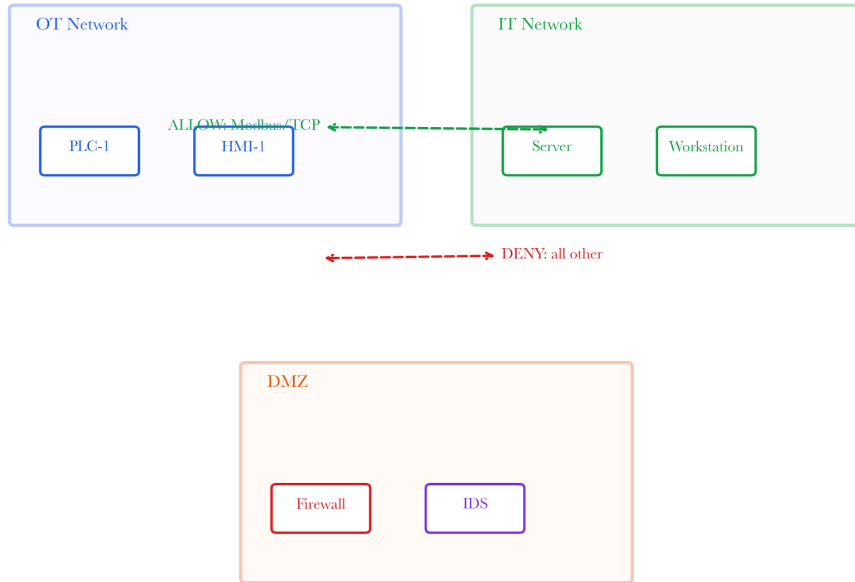 OT Network
IT Network
ALLOW: Modbus/TCP
PLC-1
HMI-1
Server
Workstation
DENY: all other
DMZ
Firewall
IDS